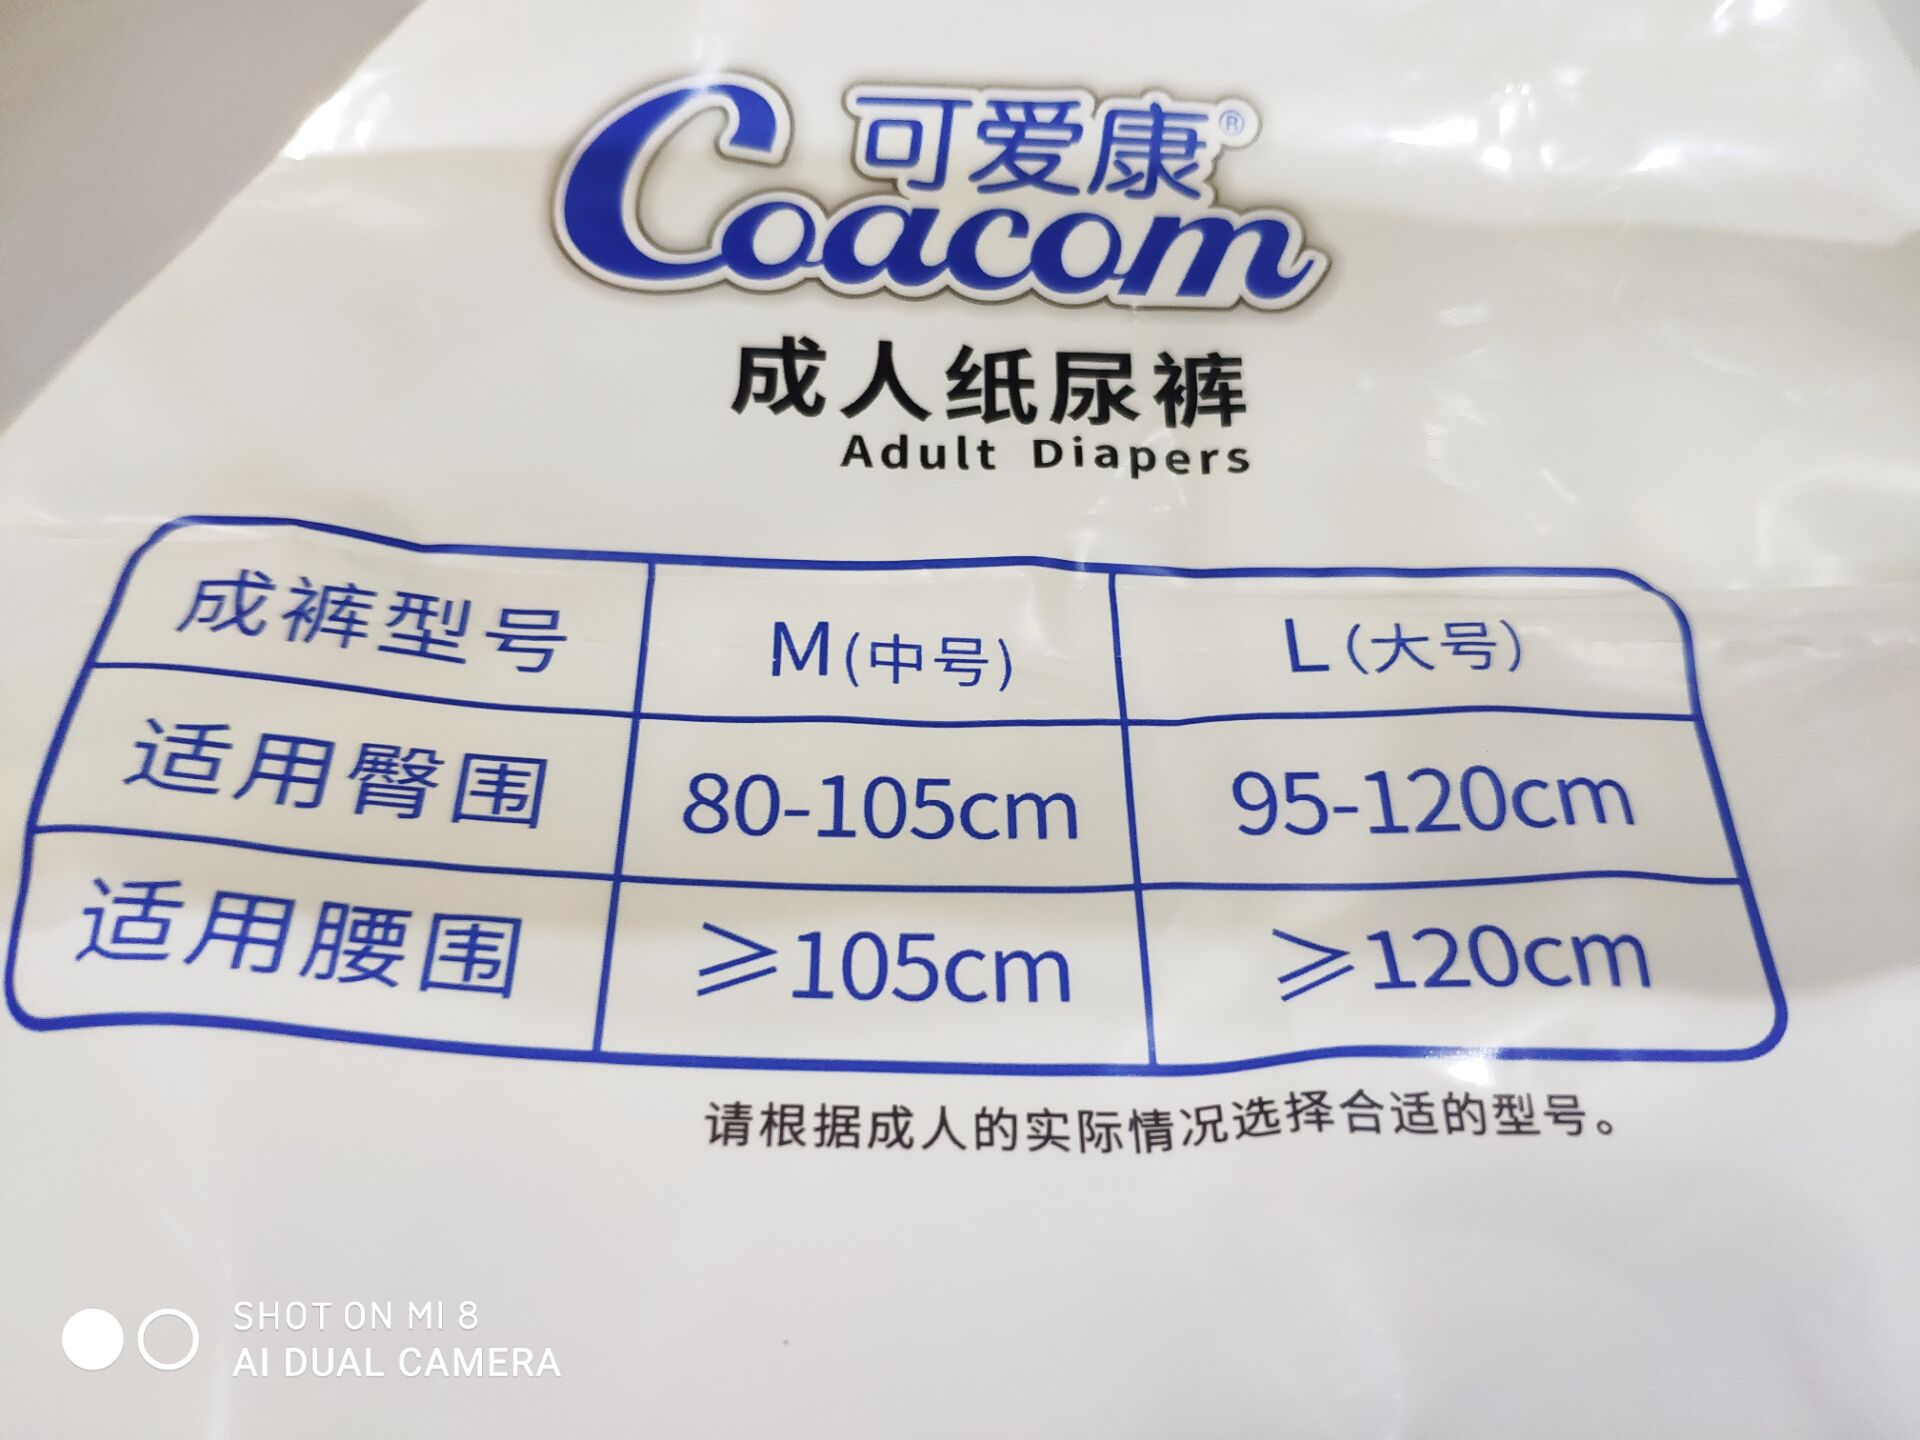 可爱康®
Coacom
成人纸尿裤
Adult Diapers
成裤型号 M(中号) L(大号)
适用臀围 80-105cm 95-120cm
适用腰围 ≥105cm ≥120cm
请根据成人的实际情况选择合适的型号。
SHOT ON MI 8
AI DUAL CAMERA